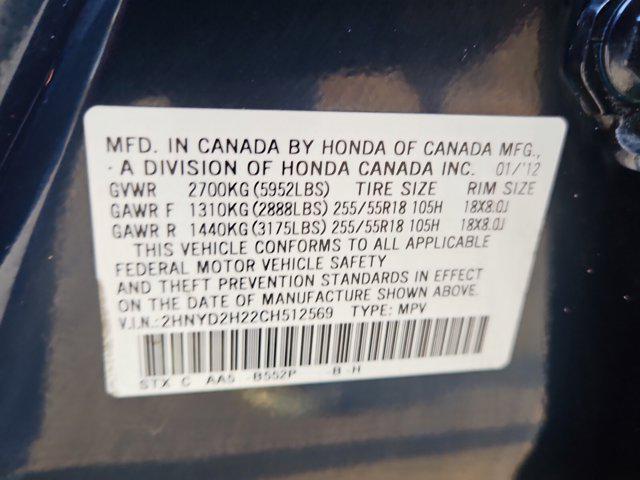 MFD. IN CANADA BY HONDA OF CANADA MFG.,
A DIVISION OF HONDA CANADA INC. 01/'12
GVWR 2700KG(5952LBS) TIRE SIZE RIM SIZE
GAWR F 1310KG(2888LBS) 255/55R18 105H 18X8.0J
GAWR R 1440KG(3175LBS) 255/55R18 105H 18X8.0J
THIS VEHICLE CONFORMS TO ALL APPLICABLE
FEDERAL MOTOR VEHICLE SAFETY
AND THEFT PREVENTION STANDARDS IN EFFECT
ON THE DATE OF MANUFACTURE SHOWN ABOVE.
V.I.N.: 2HNYD2H22CH512569 TYPE: MPV
STX C AA5 -B552P -B -H